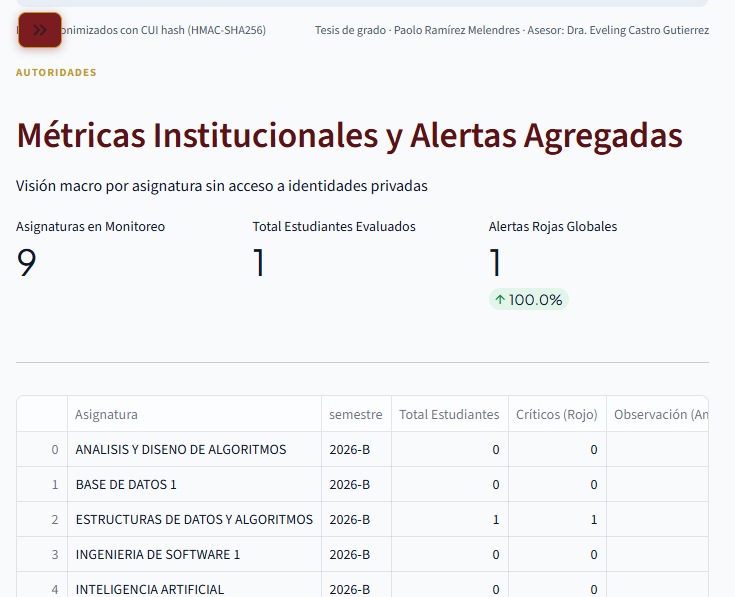 onimizados con CUI hash (HMAC-SHA256) Tesis de grado · Paolo Ramírez Melendres · Asesor: Dra. Eveling Castro Gutierrez
AUTORIDADES
Métricas Institucionales y Alertas Agregadas
Visión macro por asignatura sin acceso a identidades privadas
Asignaturas en Monitoreo Total Estudiantes Evaluados Alertas Rojas Globales
9 1 1
↑ 100.0%
Asignatura semestre Total Estudiantes Críticos (Rojo) Observación (An
0 ANALISIS Y DISENO DE ALGORITMOS 2026-B 0 0
1 BASE DE DATOS 1 2026-B 0 0
2 ESTRUCTURAS DE DATOS Y ALGORITMOS 2026-B 1 1
3 INGENIERIA DE SOFTWARE 1 2026-B 0 0
4 INTELIGENCIA ARTIFICIAL 2026-B 0 0